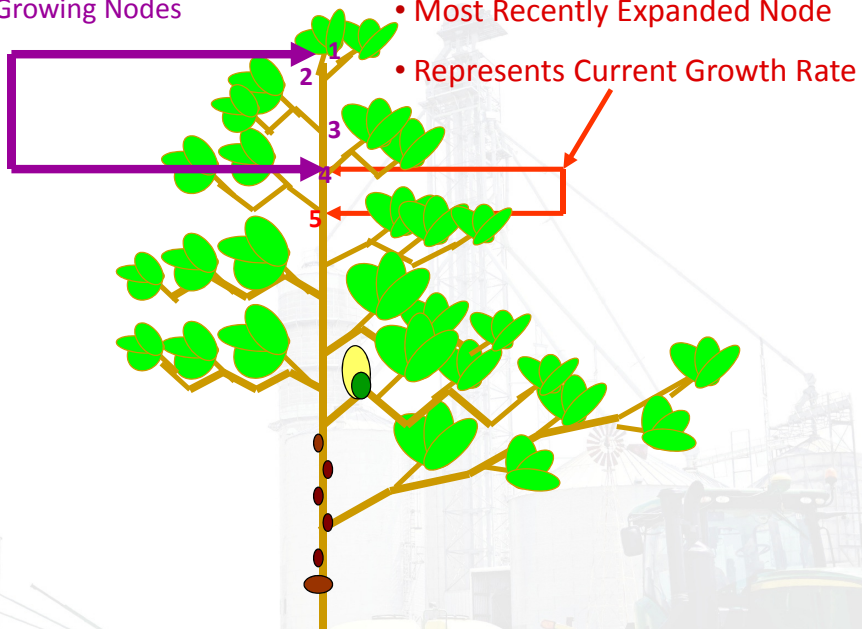 Growing Nodes
• Most Recently Expanded Node
• Represents Current Growth Rate
1
2
3
4
5